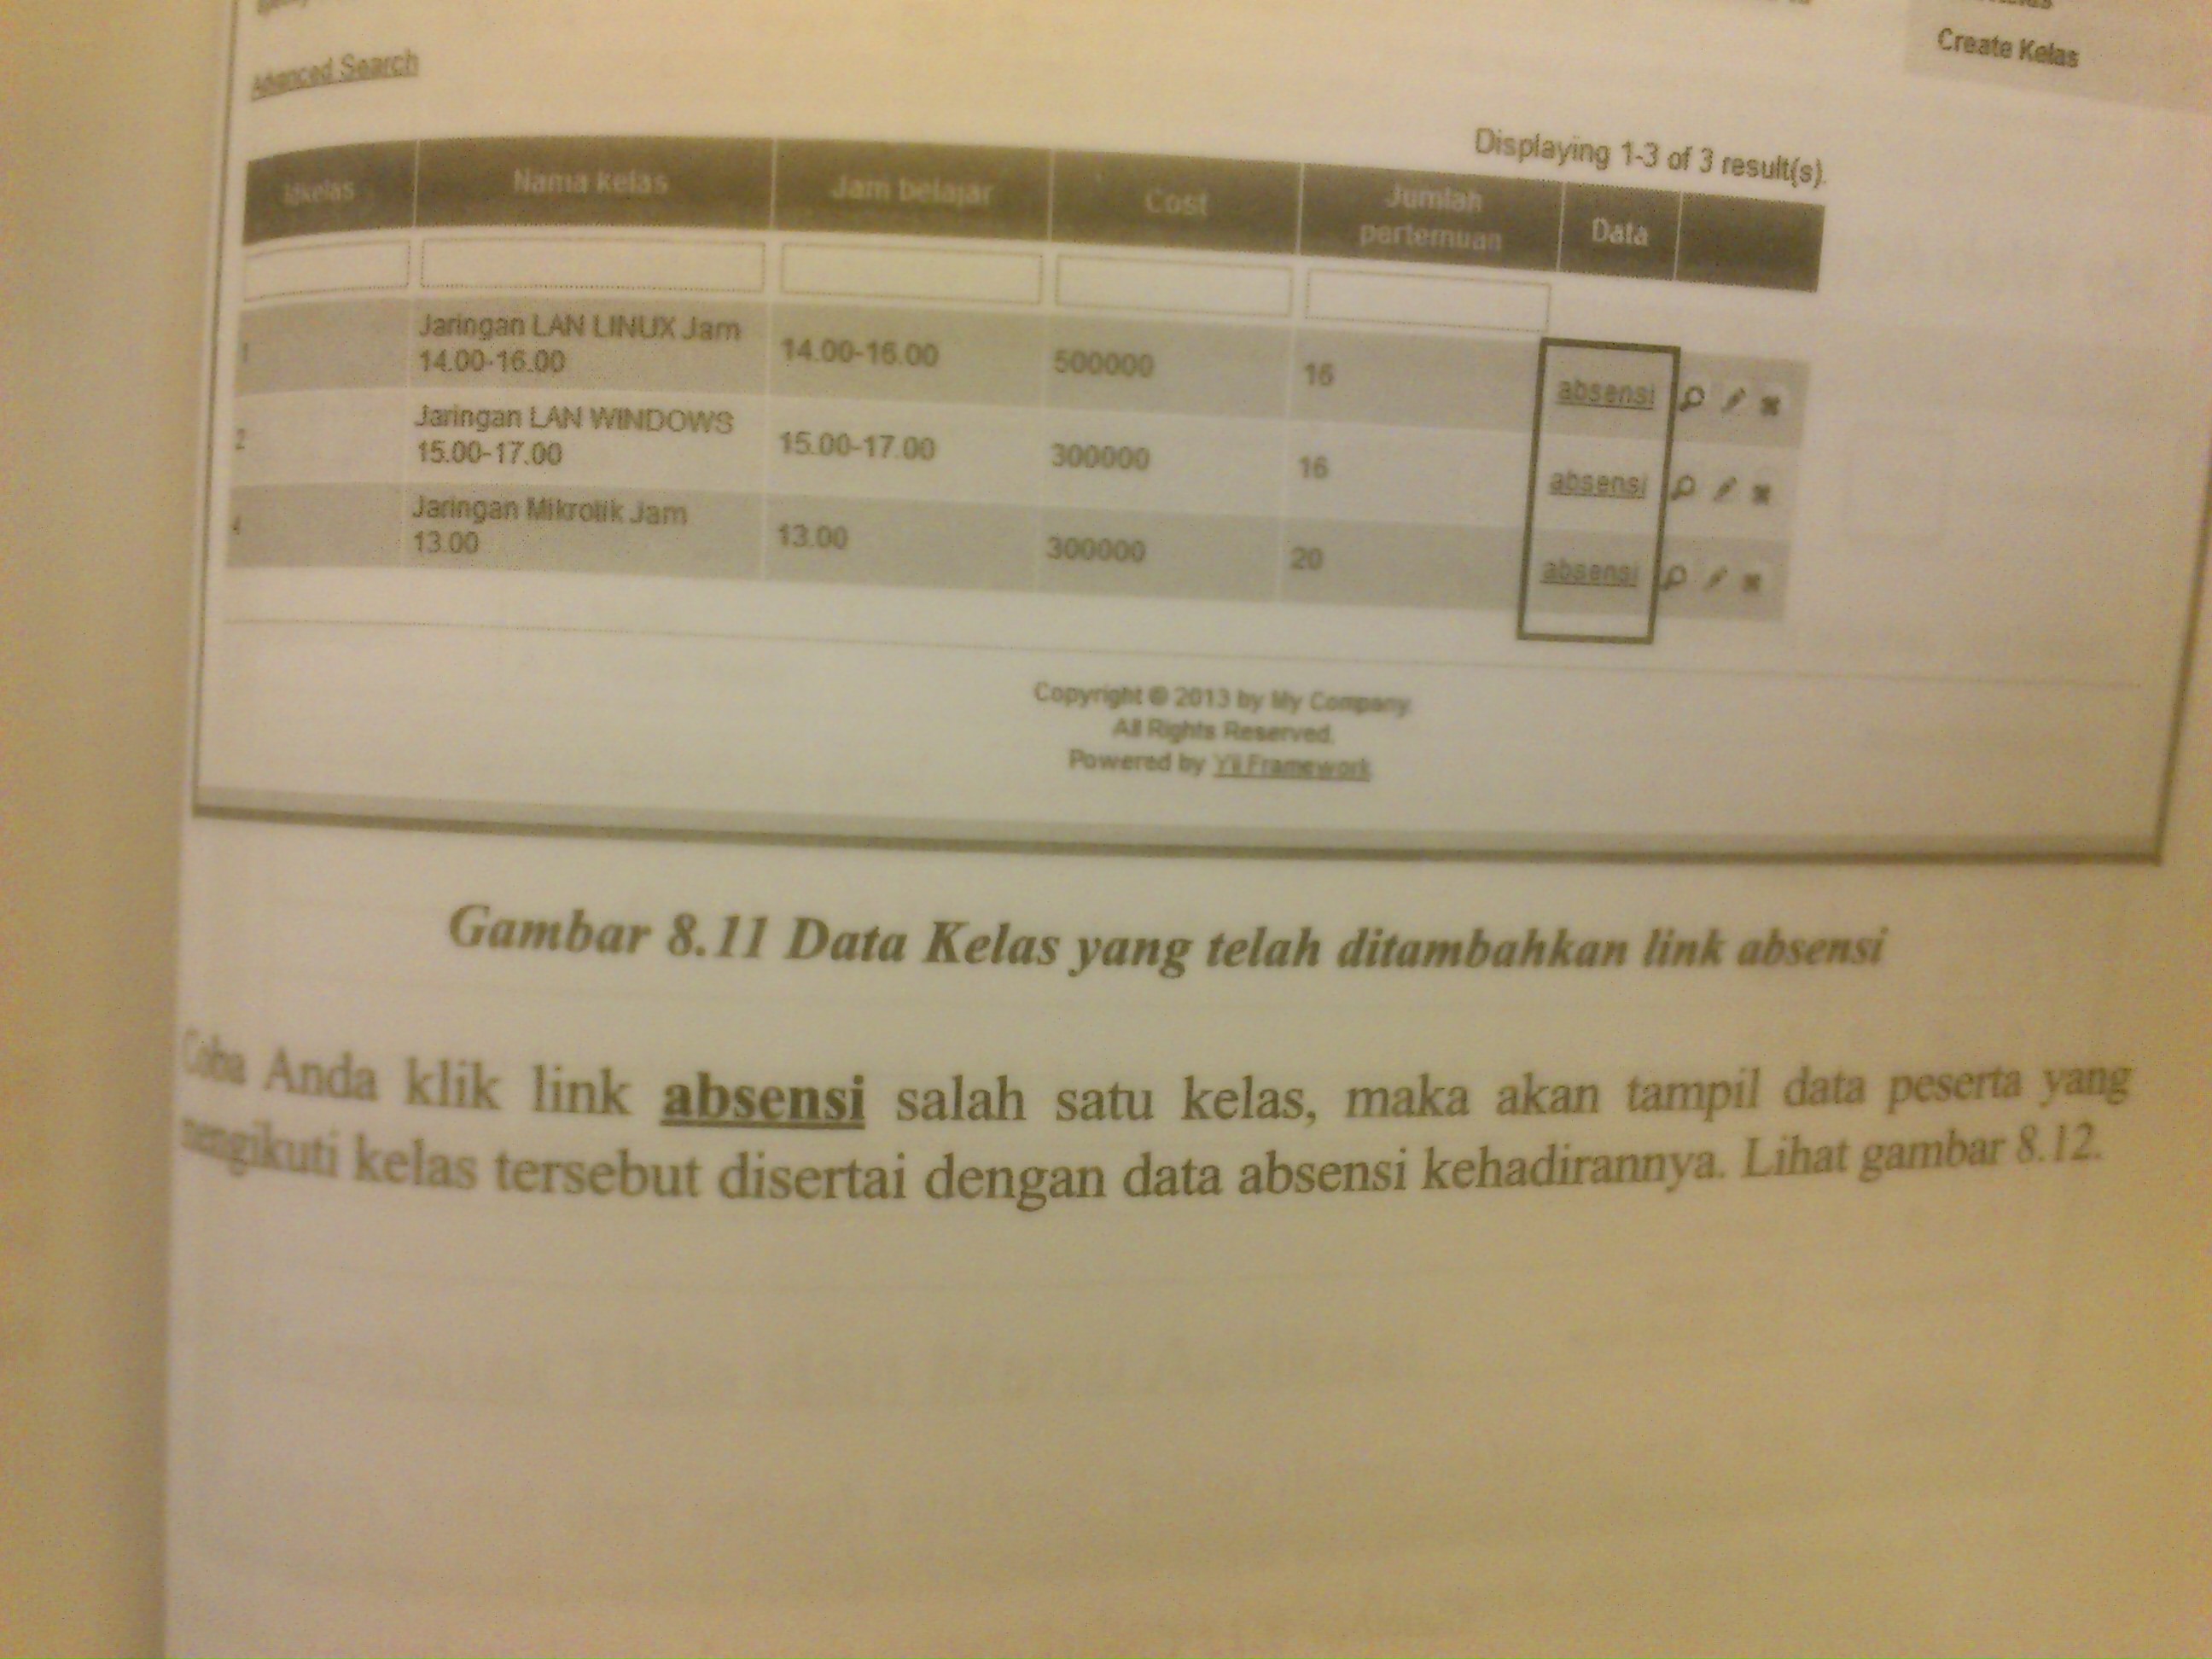 Create Kelas
Advanced Search
Displaying 1-3 of 3 result(s).
Idkelas Nama kelas Jam belajar Cost Jumlah pertemuan Data
1 Jaringan LAN LINUX Jam 14.00-16.00 14.00-16.00 500000 16 absensi
2 Jaringan LAN WINDOWS 15.00-17.00 15.00-17.00 300000 16 absensi
4 Jaringan Mikrotik Jam 13.00 13.00 300000 20 absensi
Copyright © 2013 by My Company.
All Rights Reserved.
Powered by Yii Framework
Gambar 8.11 Data Kelas yang telah ditambahkan link absensi
Coba Anda klik link absensi salah satu kelas, maka akan tampil data peserta yang
mengikuti kelas tersebut disertai dengan data absensi kehadirannya. Lihat gambar 8.12.